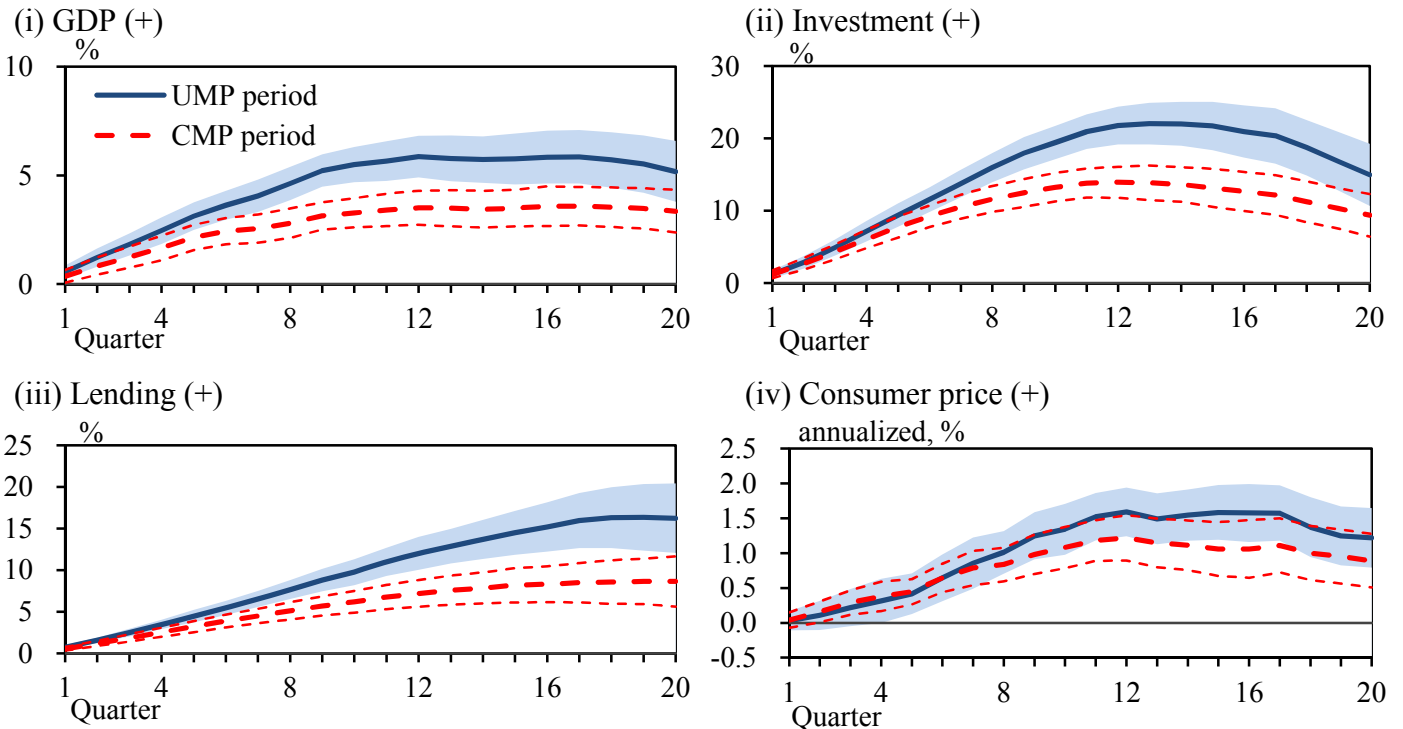 (i) GDP (+)
%
10
5
0
UMP period
CMP period
1 4 8 12 16 20
Quarter
(ii) Investment (+)
%
30
20
10
0
1 4 8 12 16 20
Quarter
(iii) Lending (+)
%
25
20
15
10
5
0
1 4 8 12 16 20
Quarter
(iv) Consumer price (+)
annualized, %
2.5
2.0
1.5
1.0
0.5
0.0
-0.5
1 4 8 12 16 20
Quarter